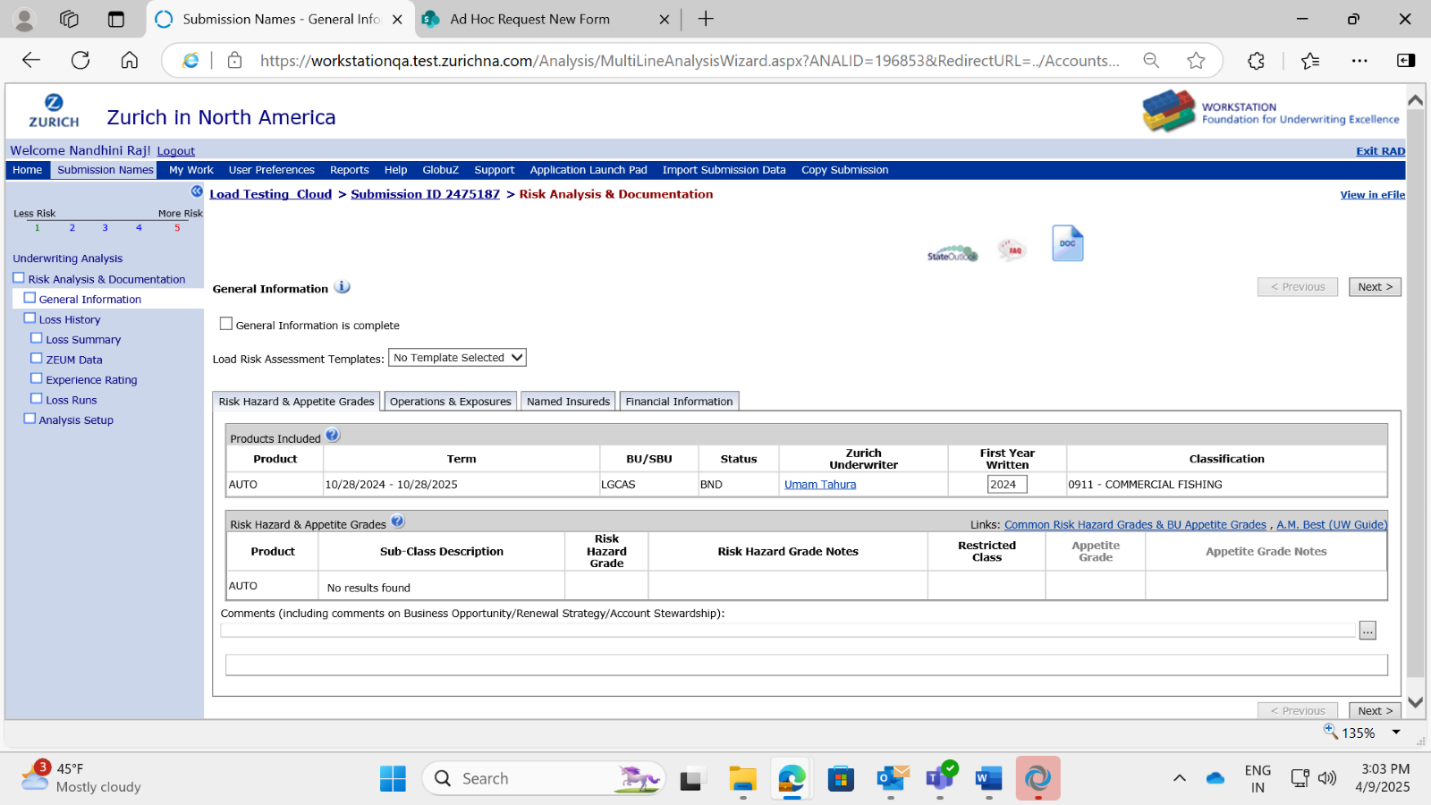 Submission Names - General Info
Ad Hoc Request New Form
https://workstationqa.test.zurichna.com/Analysis/MultiLineAnalysisWizard.aspx?ANALID=196853&RedirectURL=../Accounts...
Z
ZURICH
Zurich in North America
WORKSTATION
Foundation for Underwriting Excellence
Welcome Nandhini Raj! Logout
Exit RAD
Home Submission Names My Work User Preferences Reports Help GlobuZ Support Application Launch Pad Import Submission Data Copy Submission
Load Testing_Cloud > Submission ID 2475187 > Risk Analysis & Documentation
View in eFile
Less Risk More Risk
1 2 3 4 5
StateOutlook
FAQ
DOC
Underwriting Analysis
Risk Analysis & Documentation
General Information
Loss History
Loss Summary
ZEUM Data
Experience Rating
Loss Runs
Analysis Setup
General Information
< Previous Next >
General Information is complete
Load Risk Assessment Templates: No Template Selected
Risk Hazard & Appetite Grades Operations & Exposures Named Insureds Financial Information
Products Included
Product Term BU/SBU Status Zurich Underwriter First Year Written Classification
AUTO 10/28/2024 - 10/28/2025 LGCAS BND Umam Tahura 2024 0911 - COMMERCIAL FISHING
Risk Hazard & Appetite Grades
Links: Common Risk Hazard Grades & BU Appetite Grades , A.M. Best (UW Guide)
Product Sub-Class Description Risk Hazard Grade Risk Hazard Grade Notes Restricted Class Appetite Grade Appetite Grade Notes
AUTO No results found
Comments (including comments on Business Opportunity/Renewal Strategy/Account Stewardship):
...
< Previous Next >
135%
3
45°F
Mostly cloudy
Search
ENG
IN
3:03 PM
4/9/2025